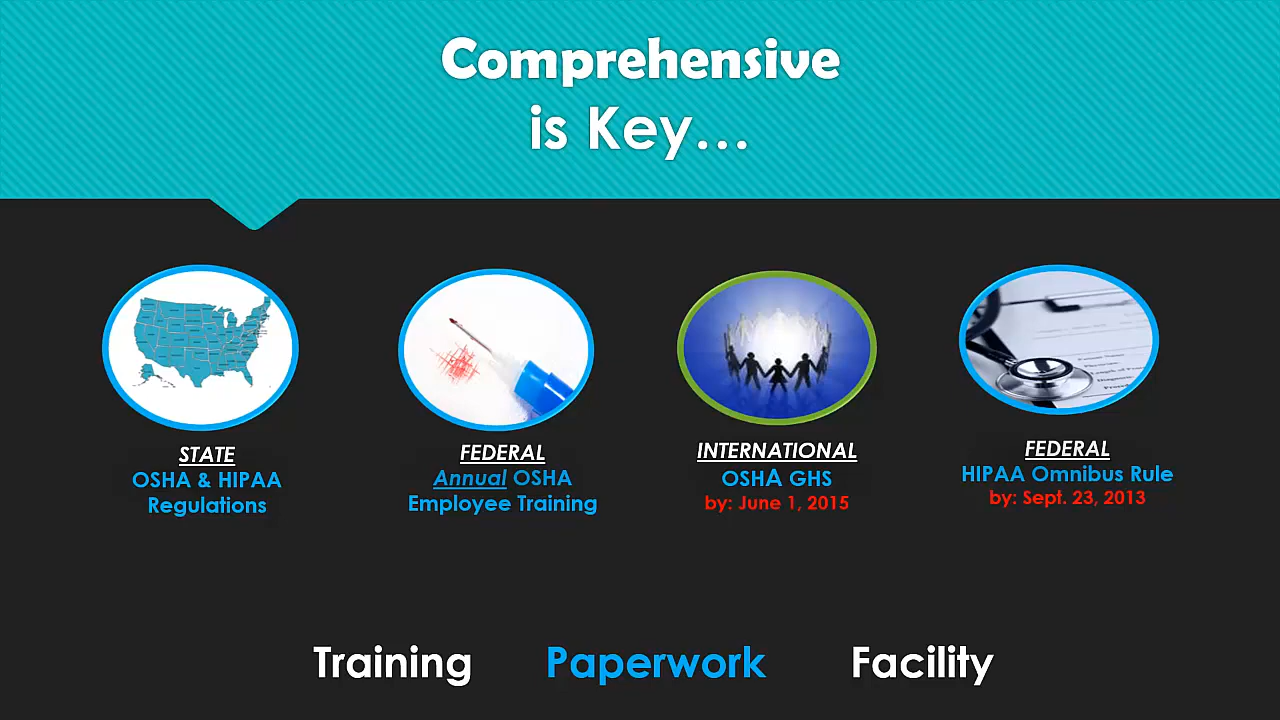 Comprehensive
is Key...
STATE
OSHA & HIPAA
Regulations
FEDERAL
Annual OSHA
Employee Training
INTERNATIONAL
OSHA GHS
by: June 1, 2015
FEDERAL
HIPAA Omnibus Rule
by: Sept. 23, 2013
Training Paperwork Facility